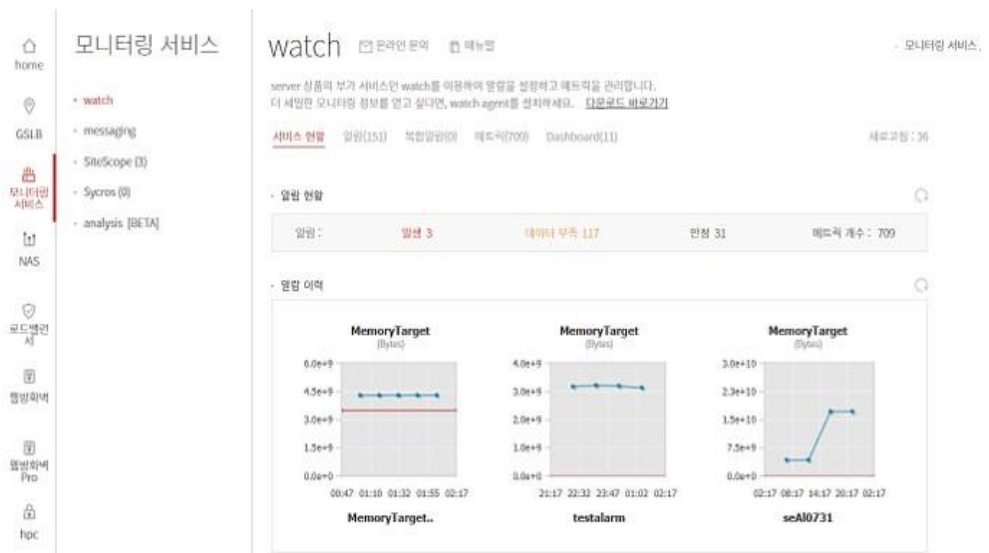 home
GSLB
모니터링
서비스
NAS
로드밸런
서
웹방화벽
웹방화벽
Pro
hpc
모니터링 서비스
watch
messaging
SiteScope (3)
Sycros (0)
analysis [BETA]
watch 온라인 문의 매뉴얼
모니터링 서비스
server 상품의 부가 서비스인 watch를 이용하여 알람을 설정하고 메트릭을 관리합니다.
더 세밀한 모니터링 정보를 얻고 싶다면, watch agent를 설치하세요. 다운로드 바로가기
서비스 현황 알람(151) 복합알람(0) 메트릭(709) Dashboard(11) 새로고침 : 36
알람 현황
알람 : 발생 3 데이터 부족 117 안정 31 메트릭 개수 : 709
알람 이력
MemoryTarget
(Bytes)
6.0e+9
4.5e+9
3.0e+9
1.5e+9
0.0e+0
00:47 01:10 01:32 01:55 02:17
MemoryTarget..
MemoryTarget
(Bytes)
4.0e+9
3.0e+9
2.0e+9
1.0e+9
0.0e+0
21:17 22:32 23:47 01:02 02:17
testalarm
MemoryTarget
(Bytes)
3.0e+10
2.3e+10
1.5e+10
7.5e+9
0.0e+0
02:17 08:17 14:17 20:17 02:17
seAl0731